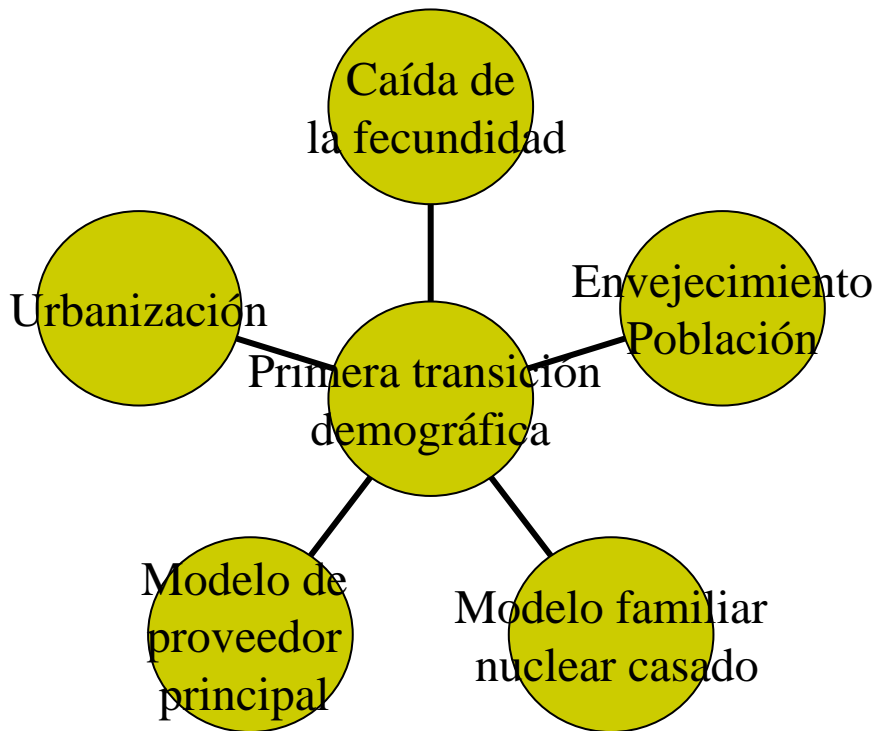 Caída de
la fecundidad
Urbanización
Envejecimiento
Población
Primera transición
demográfica
Modelo de
proveedor
principal
Modelo familiar
nuclear casado